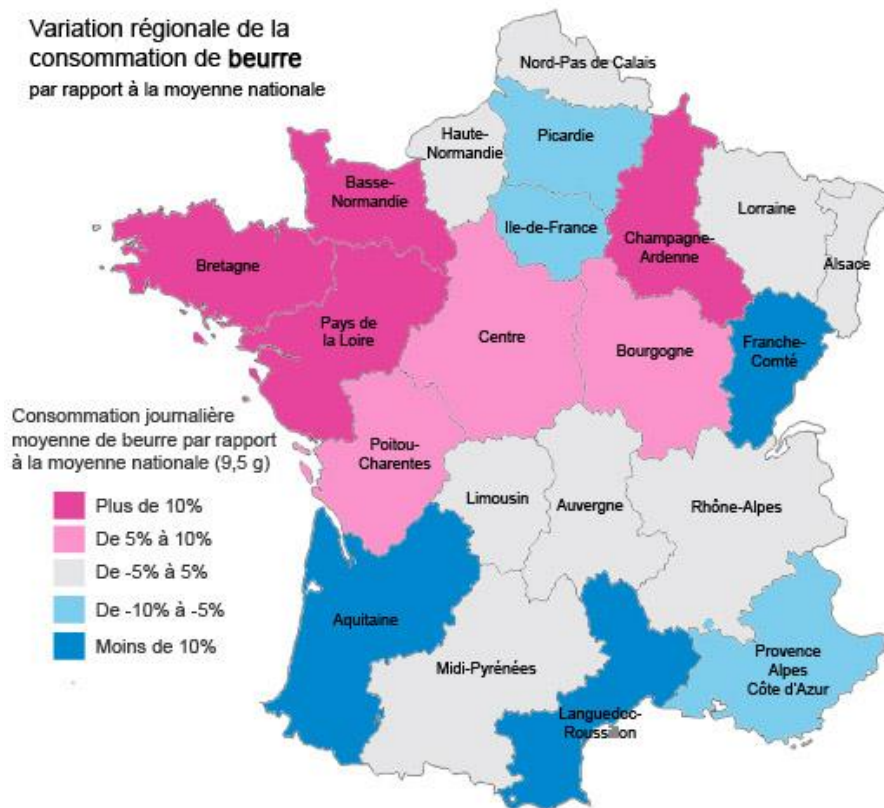 Variation régionale de la
consommation de beurre
par rapport à la moyenne nationale
Nord-Pas de Calais
Haute-
Normandie
Picardie
Basse-
Normandie
Ile-de-France
Champagne-
Ardenne
Lorraine
Alsace
Bretagne
Pays de
la Loire
Centre
Bourgogne
Franche-
Comté
Consommation journalière
moyenne de beurre par rapport
à la moyenne nationale (9,5 g)
Plus de 10%
De 5% à 10%
De -5% à 5%
De -10% à -5%
Moins de 10%
Poitou-
Charentes
Limousin
Auvergne
Rhône-Alpes
Aquitaine
Midi-Pyrénées
Languedoc-
Roussillon
Provence
Alpes
Côte d'Azur